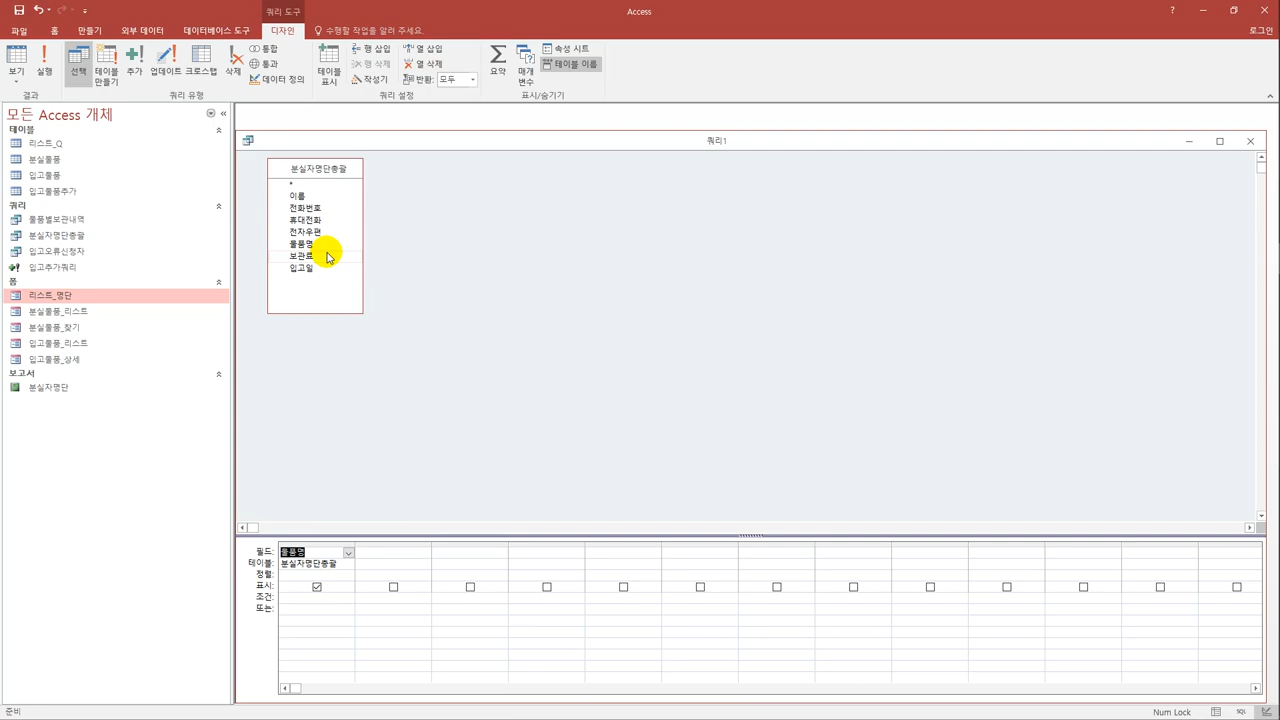 쿼리 도구
Access
로그인
파일 홈 만들기 외부 데이터 데이터베이스 도구 디자인 수행할 작업을 알려 주세요.
보기 실행 선택 테이블 만들기 추가 업데이트 크로스탭 삭제
통합
통과
데이터 정의
테이블 표시
행 삽입
행 삭제
작성기
열 삽입
열 삭제
반환: 모두
요약
매개 변수
속성 시트
테이블 이름
결과 쿼리 유형 쿼리 설정 표시/숨기기
모든 Access 개체
테이블
리스트_Q
분실물품
입고물품
입고물품추가
쿼리
물품별보관내역
분실자명단총괄
입고오류신청자
입고추가쿼리
폼
리스트_명단
분실물품_리스트
분실물품_찾기
입고물품_리스트
입고물품_상세
보고서
분실자명단
쿼리1
분실자명단총괄
*
이름
전화번호
휴대전화
전자우편
물품명
보관료
입고일
필드: 물품명
테이블: 분실자명단총괄
정렬:
표시:
조건:
또는:
준비
Num Lock
SQL